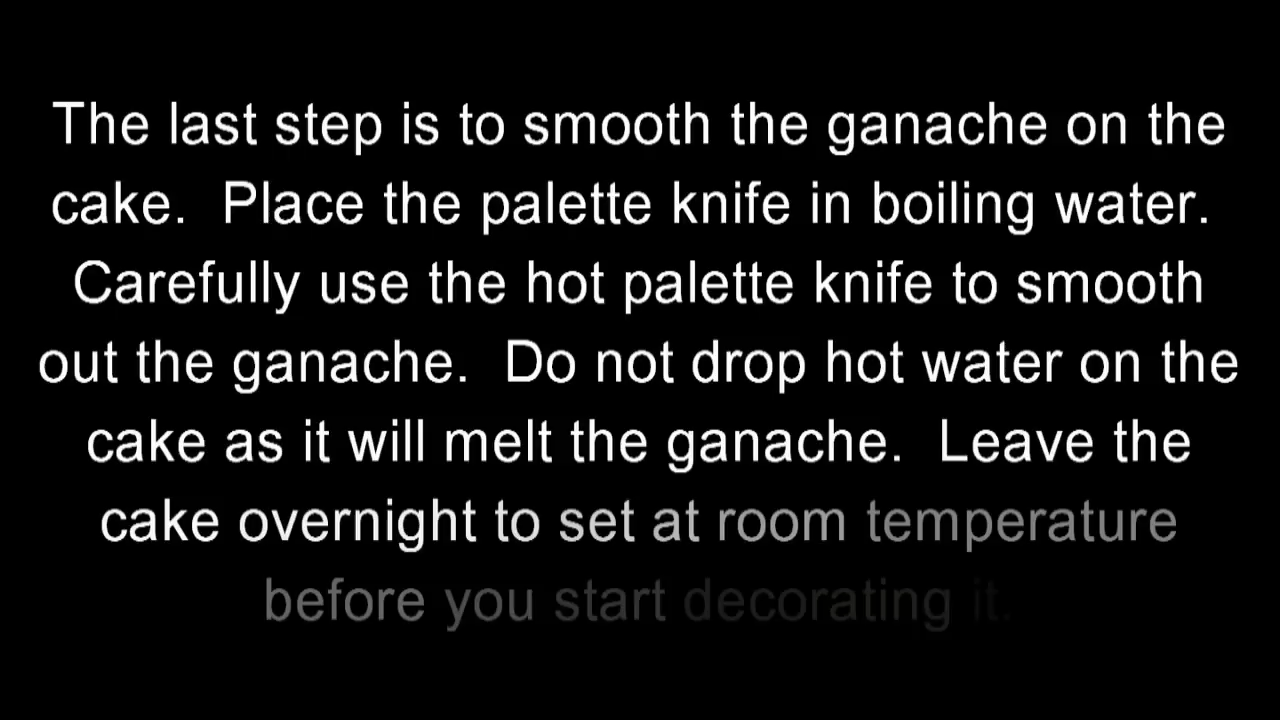 The last step is to smooth the ganache on the
cake.  Place the palette knife in boiling water.
Carefully use the hot palette knife to smooth
out the ganache.  Do not drop hot water on the
cake as it will melt the ganache.  Leave the
cake overnight to set at room temperature
before you start decorating it.